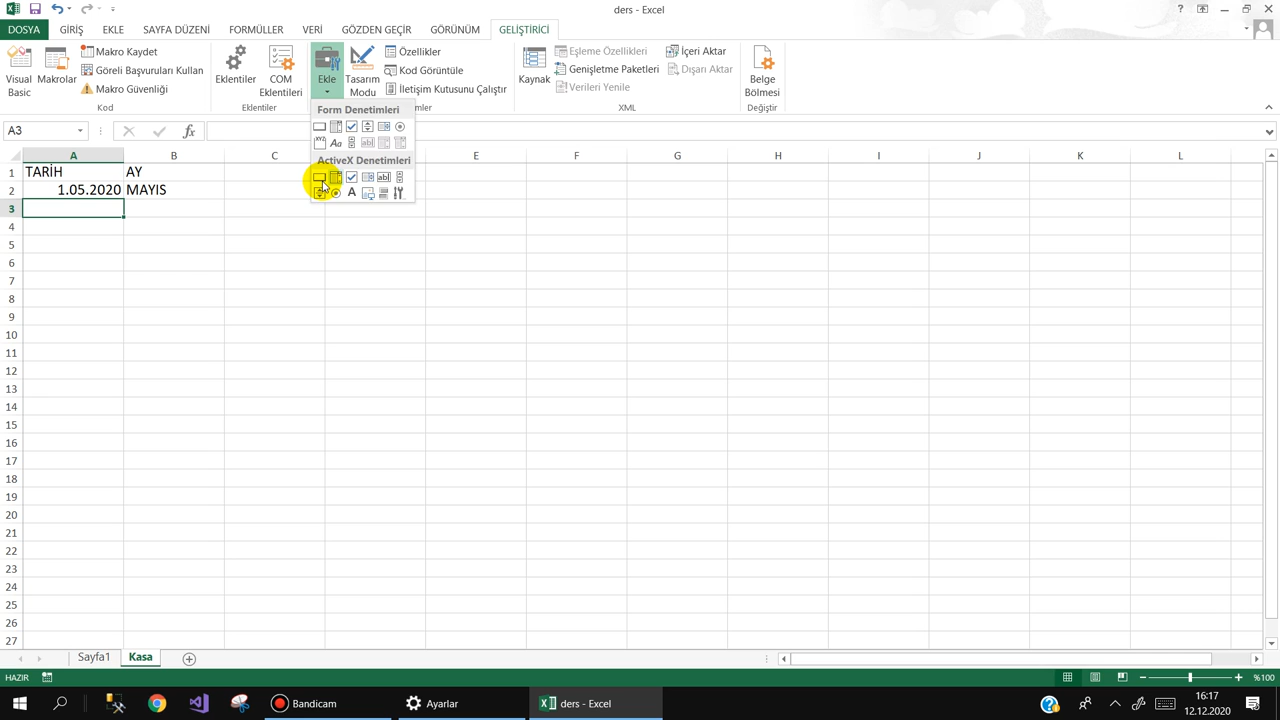 ders - Excel
DOSYA GİRİŞ EKLE SAYFA DÜZENİ FORMÜLLER VERİ GÖZDEN GEÇİR GÖRÜNÜM GELİŞTİRİCİ
Visual Basic
Makrolar
Makro Kaydet
Göreli Başvuruları Kullan
Makro Güvenliği
Kod
Eklentiler
COM Eklentileri
Eklentiler
Ekle
Tasarım Modu
Özellikler
Kod Görüntüle
İletişim Kutusunu Çalıştır
imler
Kaynak
Eşleme Özellikleri
Genişletme Paketleri
Verileri Yenile
İçeri Aktar
Dışarı Aktar
XML
Belge Bölmesi
Değiştir
Form Denetimleri
Aa
ab|
ActiveX Denetimleri
ab|
A
A3
fx
A B C E F G H I J K L
1 TARİH AY
2 1.05.2020 MAYIS
3
4
5
6
7
8
9
10
11
12
13
14
15
16
17
18
19
20
21
22
23
24
25
26
27
Sayfa1 Kasa
HAZIR
%100
Bandicam
Ayarlar
ders - Excel
16:17
12.12.2020